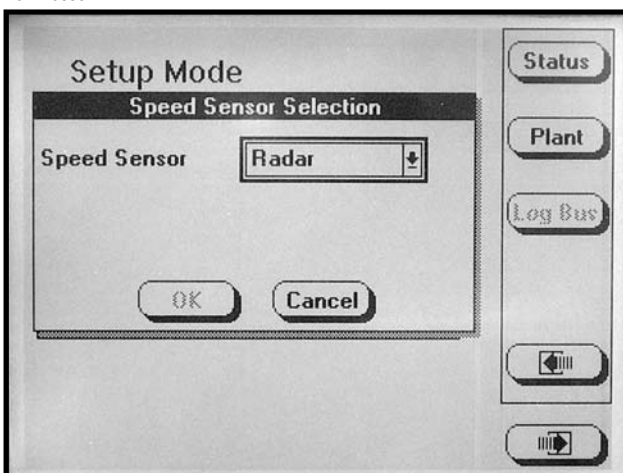 Setup Mode
Speed Sensor Selection
Speed Sensor
Radar
OK
Cancel
Status
Plant
Log Bus